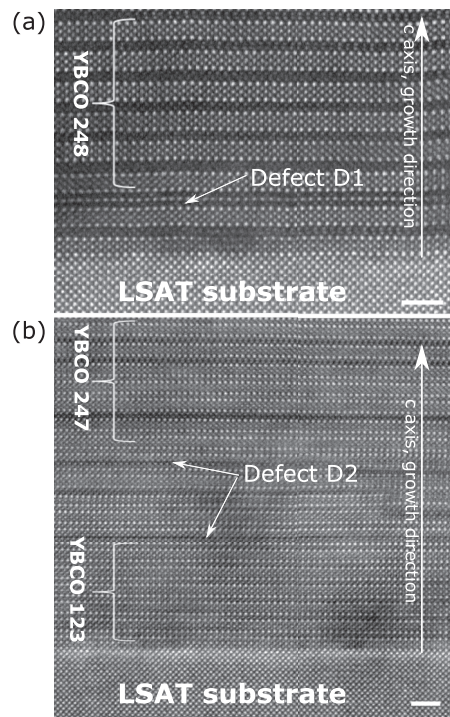 (a)
YBCO 248
c axis, growth direction
Defect D1
LSAT substrate
(b)
YBCO 247
c axis, growth direction
Defect D2
YBCO 123
LSAT substrate